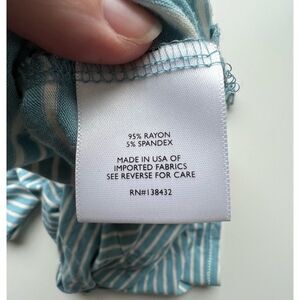 95% RAYON
5% SPANDEX
MADE IN USA OF
IMPORTED FABRICS
SEE REVERSE FOR CARE
RN#138432